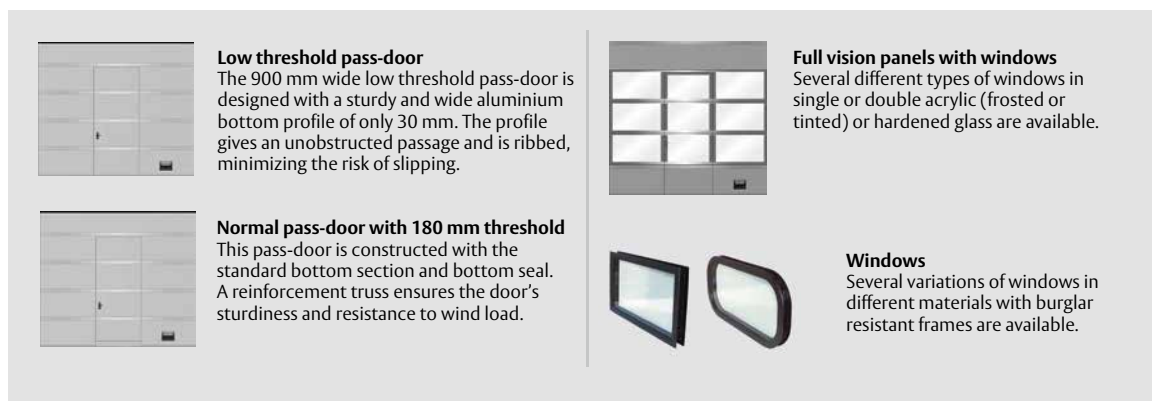 Low threshold pass-door
The 900 mm wide low threshold pass-door is
designed with a sturdy and wide aluminium
bottom profile of only 30 mm. The profile
gives an unobstructed passage and is ribbed,
minimizing the risk of slipping.
Normal pass-door with 180 mm threshold
This pass-door is constructed with the
standard bottom section and bottom seal.
A reinforcement truss ensures the door's
sturdiness and resistance to wind load.
Full vision panels with windows
Several different types of windows in
single or double acrylic (frosted or
tinted) or hardened glass are available.
Windows
Several variations of windows in
different materials with burglar
resistant frames are available.